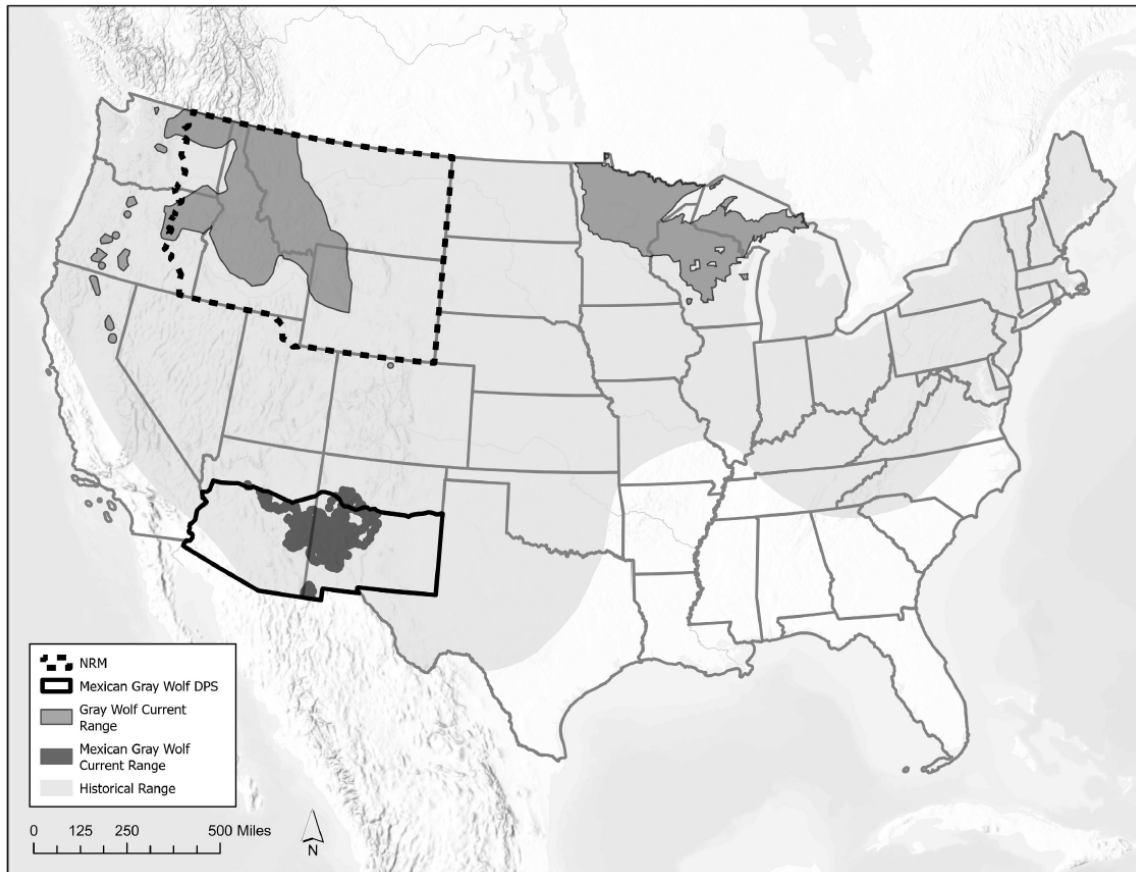 NRM
Mexican Gray Wolf DPS
Gray Wolf Current
Range
Mexican Gray Wolf
Current Range
Historical Range
0 125 250 500 Miles
N